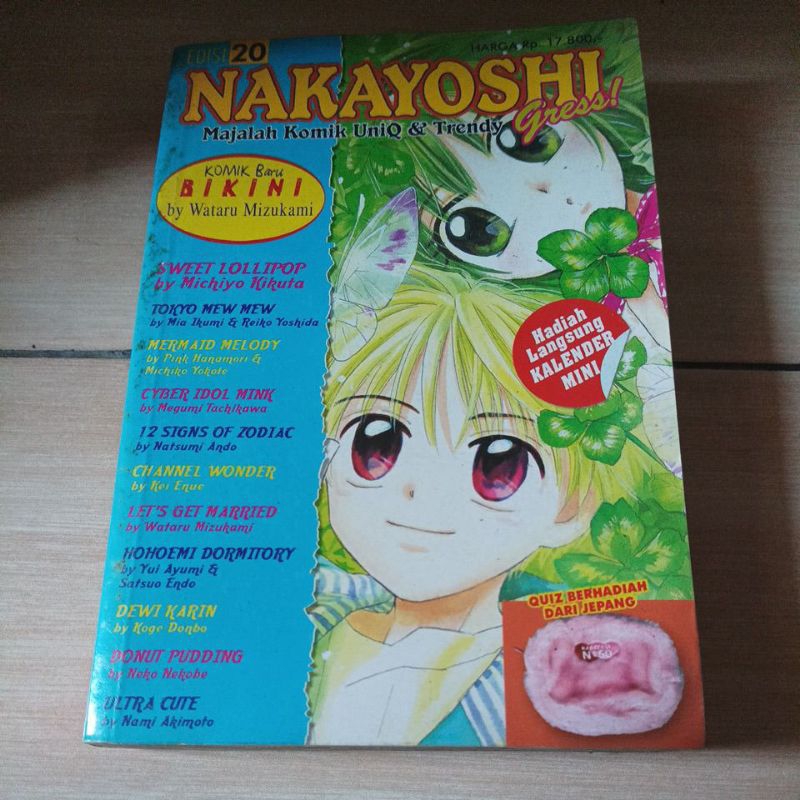 EDISI 20
HARGA Rp. 17.800,-
NAKAYOSHI
Gress!
Majalah Komik UniQ & Trendy
KOMIK Baru
BIKINI
by Wataru Mizukami
SWEET LOLLIPOP
by Michiyo Kikuta
TOKYO MEW MEW
by Mia Ikumi & Reiko Yoshida
MERMAID MELODY
by Pink Hanamori &
Michiko Yokote
CYBER IDOL MINK
by Megumi Tachikawa
12 SIGNS OF ZODIAC
by Natsumi Ando
CHANNEL WONDER
by Kei Enue
LET'S GET MARRIED
by Wataru Mizukami
HOHOEMI DORMITORY
by Yui Ayumi &
Satsuo Endo
DEWI KARIN
by Koge Donbo
DONUT PUDDING
by Neko Nekobe
ULTRA CUTE
by Nami Akimoto
Hadiah
Langsung
KALENDER
MINI
QUIZ BERHADIAH
DARI JEPANG